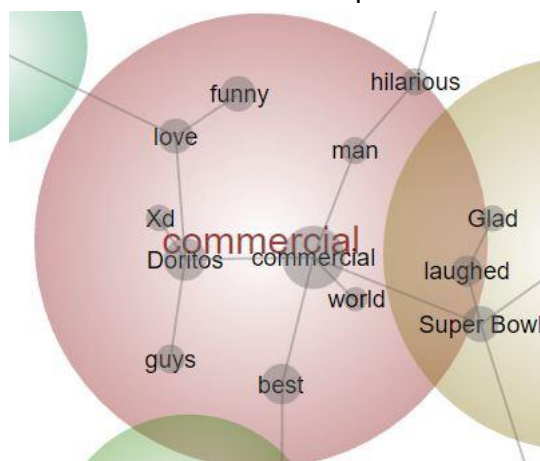 hilarious
funny
love
man
Xd
Glad
commercial
commercial
Doritos
laughed
world
Super Bowl
guys
best